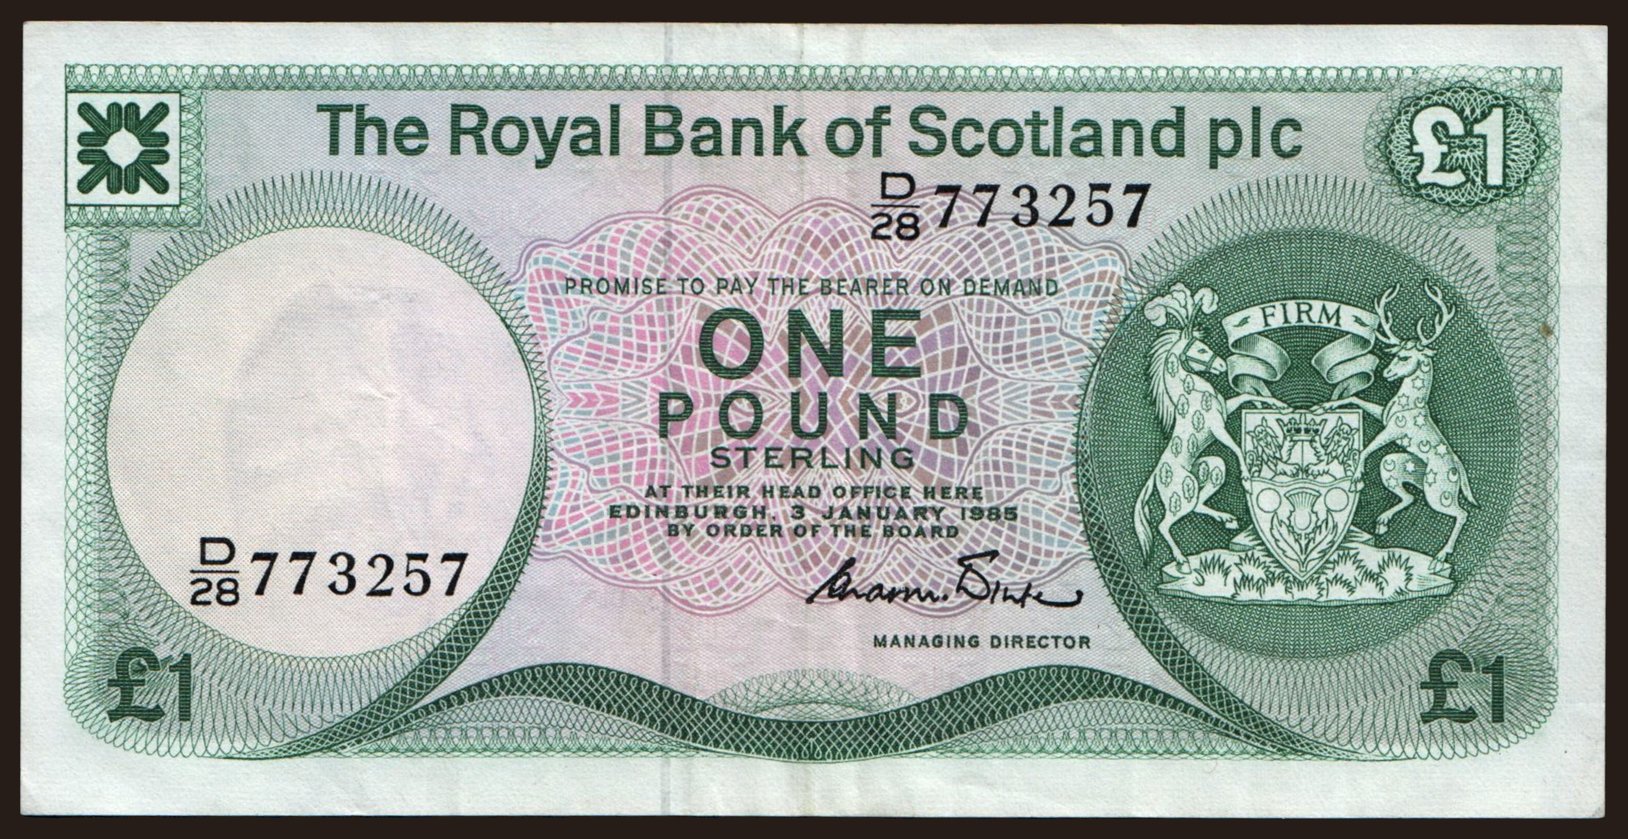 The Royal Bank of Scotland plc
£1
D/28 773257
PROMISE TO PAY THE BEARER ON DEMAND
ONE
POUND
STERLING
AT THEIR HEAD OFFICE HERE
EDINBURGH, 3 JANUARY 1985
BY ORDER OF THE BOARD
FIRM
D/28 773257
MANAGING DIRECTOR
£1
£1